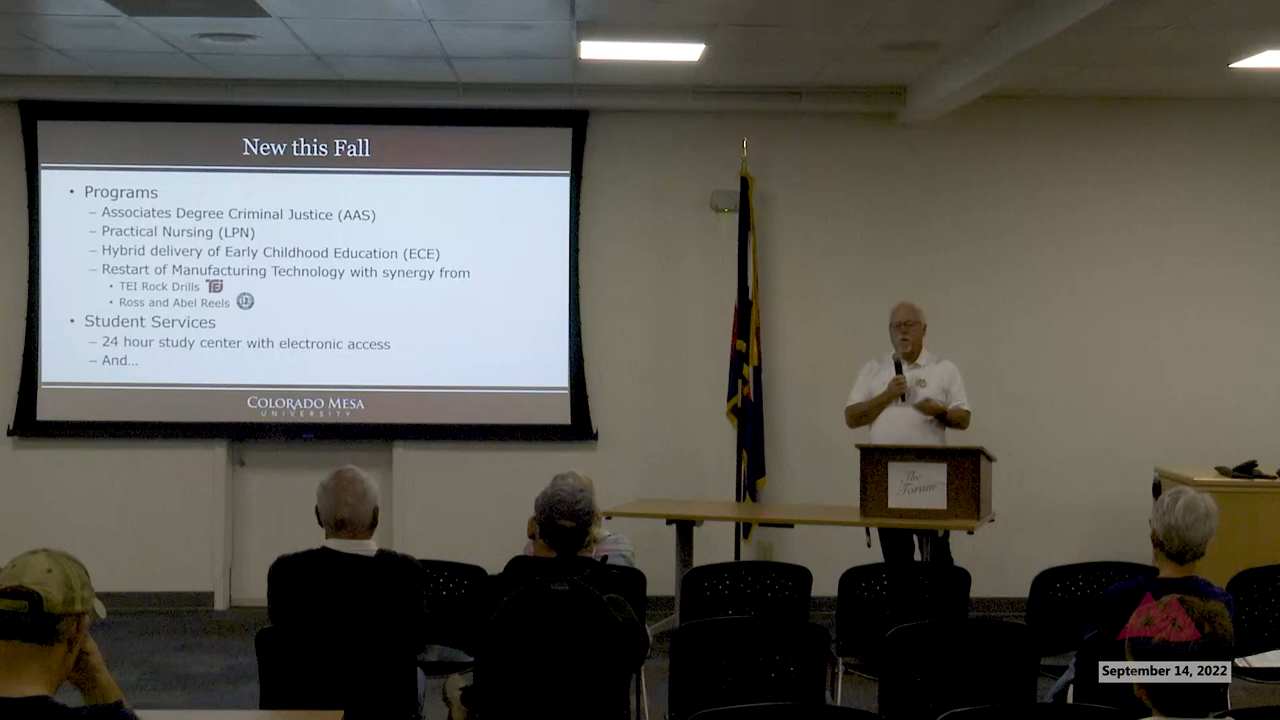 New this Fall
• Programs
– Associates Degree Criminal Justice (AAS)
– Practical Nursing (LPN)
– Hybrid delivery of Early Childhood Education (ECE)
– Restart of Manufacturing Technology with synergy from
• TEI Rock Drills TEI
• Ross and Abel Reels
• Student Services
– 24 hour study center with electronic access
– And...
COLORADO MESA
UNIVERSITY
The
Forum
September 14, 2022